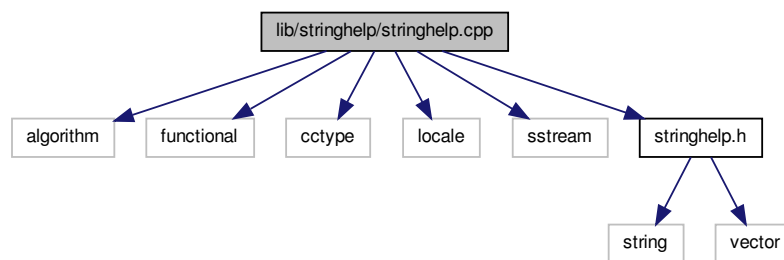 lib/stringhelp/stringhelp.cpp
algorithm
functional
cctype
locale
sstream
stringhelp.h
string
vector